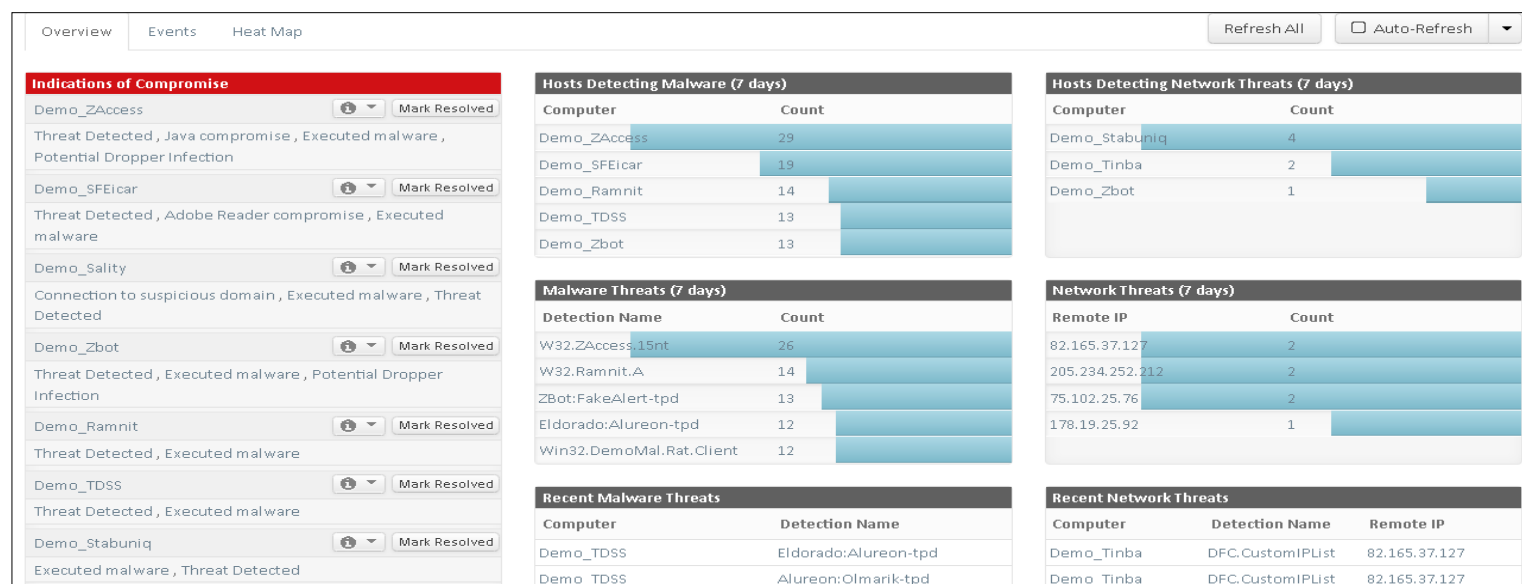 Overview Events Heat Map Refresh All Auto-Refresh
Indications of Compromise
Demo_ZAccess Mark Resolved
Threat Detected , Java compromise , Executed malware ,
Potential Dropper Infection
Demo_SFEicar Mark Resolved
Threat Detected , Adobe Reader compromise , Executed
malware
Demo_Sality Mark Resolved
Connection to suspicious domain , Executed malware , Threat
Detected
Demo_Zbot Mark Resolved
Threat Detected , Executed malware , Potential Dropper
Infection
Demo_Ramnit Mark Resolved
Threat Detected , Executed malware
Demo_TDSS Mark Resolved
Threat Detected , Executed malware
Demo_Stabuniq Mark Resolved
Executed malware , Threat Detected
Hosts Detecting Malware (7 days)
Computer Count
Demo_ZAccess 29
Demo_SFEicar 19
Demo_Ramnit 14
Demo_TDSS 13
Demo_Zbot 13
Malware Threats (7 days)
Detection Name Count
W32.ZAccess.15nt 26
W32.Ramnit.A 14
ZBot:FakeAlert-tpd 13
Eldorado:Alureon-tpd 12
Win32.DemoMal.Rat.Client 12
Recent Malware Threats
Computer Detection Name
Demo_TDSS Eldorado:Alureon-tpd
Demo_TDSS Alureon:Olmarik-tpd
Hosts Detecting Network Threats (7 days)
Computer Count
Demo_Stabuniq 4
Demo_Tinba 2
Demo_Zbot 1
Network Threats (7 days)
Remote IP Count
82.165.37.127 2
205.234.252.212 2
75.102.25.76 2
178.19.25.92 1
Recent Network Threats
Computer Detection Name Remote IP
Demo_Tinba DFC.CustomIPList 82.165.37.127
Demo_Tinba DFC.CustomIPList 82.165.37.127